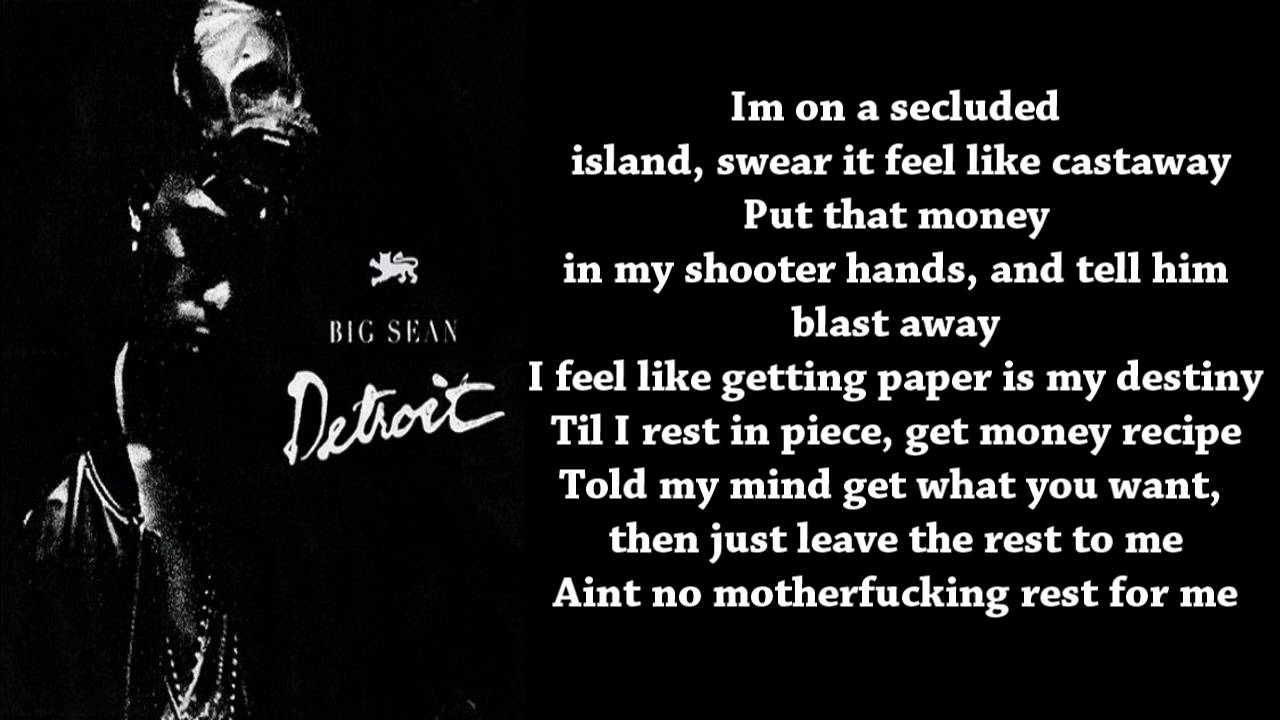 BIG SEAN
Detroit
Im on a secluded
island, swear it feel like castaway
Put that money
in my shooter hands, and tell him
blast away
I feel like getting paper is my destiny
Til I rest in piece, get money recipe
Told my mind get what you want,
then just leave the rest to me
Aint no motherfucking rest for me